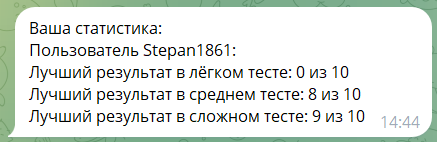 Ваша статистика:
Пользователь Stepan1861:
Лучший результат в лёгком тесте: 0 из 10
Лучший результат в среднем тесте: 8 из 10
Лучший результат в сложном тесте: 9 из 10
14:44